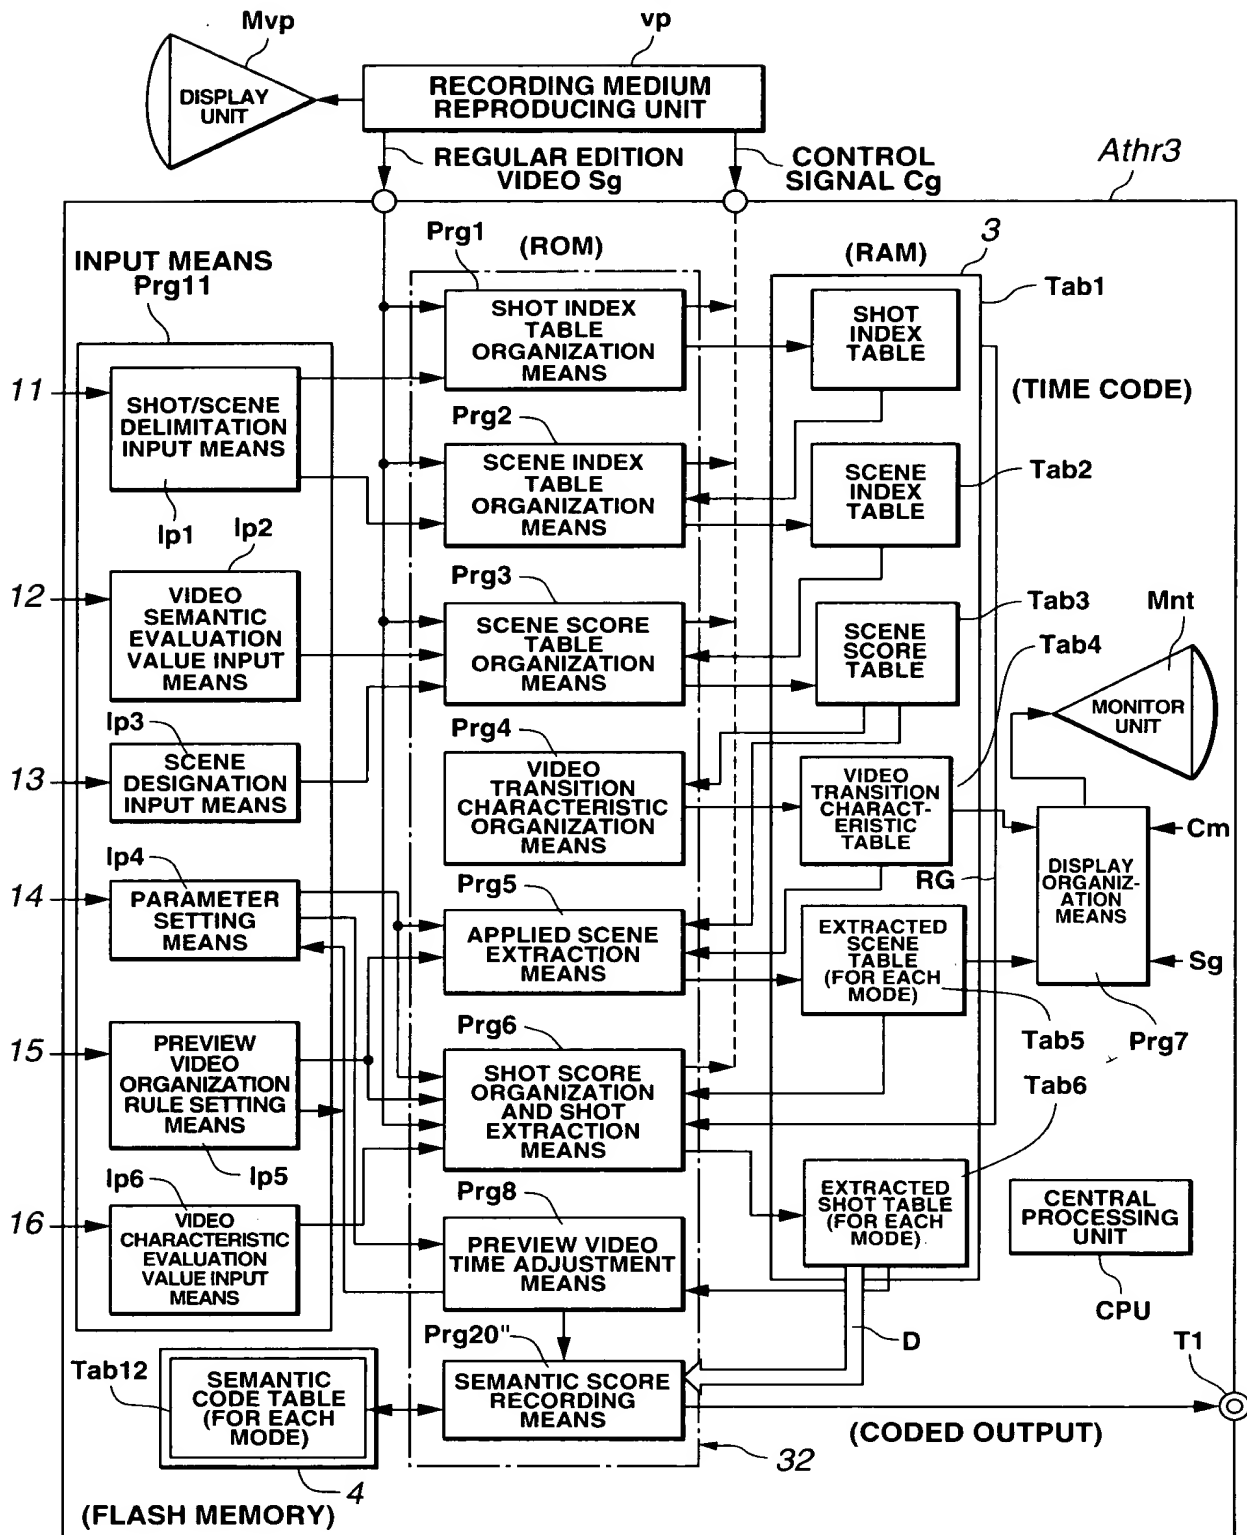 Mvp
vp
DISPLAY
UNIT
RECORDING MEDIUM
REPRODUCING UNIT
REGULAR EDITION
VIDEO Sg
CONTROL
SIGNAL Cg
Athr3
INPUT MEANS
Prg11
Prg1
(ROM)
(RAM)
3
Tab1
SHOT INDEX
TABLE
ORGANIZATION
MEANS
SHOT
INDEX
TABLE
(TIME CODE)
11
SHOT/SCENE
DELIMITATION
INPUT MEANS
Ip1
Prg2
SCENE INDEX
TABLE
ORGANIZATION
MEANS
SCENE
INDEX
TABLE
Tab2
Ip2
12
VIDEO
SEMANTIC
EVALUATION
VALUE INPUT
MEANS
Prg3
SCENE SCORE
TABLE
ORGANIZATION
MEANS
SCENE
SCORE
TABLE
Tab3
Tab4
Mnt
MONITOR
UNIT
Ip3
13
SCENE
DESIGNATION
INPUT MEANS
Prg4
VIDEO
TRANSITION
CHARACTERISTIC
ORGANIZATION
MEANS
VIDEO
TRANSITION
CHARACT-
ERISTIC
TABLE
RG
DISPLAY
ORGANIZ-
ATION
MEANS
Cm
Sg
Prg7
Ip4
14
PARAMETER
SETTING
MEANS
Prg5
APPLIED SCENE
EXTRACTION
MEANS
EXTRACTED
SCENE
TABLE
(FOR EACH
MODE)
Tab5
Tab6
15
PREVIEW
VIDEO
ORGANIZATION
RULE SETTING
MEANS
Ip5
Prg6
SHOT SCORE
ORGANIZATION
AND SHOT
EXTRACTION
MEANS
Ip6
16
VIDEO
CHARACTERISTIC
EVALUATION
VALUE INPUT
MEANS
Prg8
PREVIEW VIDEO
TIME ADJUSTMENT
MEANS
EXTRACTED
SHOT TABLE
(FOR EACH
MODE)
CENTRAL
PROCESSING
UNIT
CPU
D
T1
Tab12
SEMANTIC
CODE TABLE
(FOR EACH
MODE)
4
(FLASH MEMORY)
Prg20"
SEMANTIC SCORE
RECORDING
MEANS
32
(CODED OUTPUT)